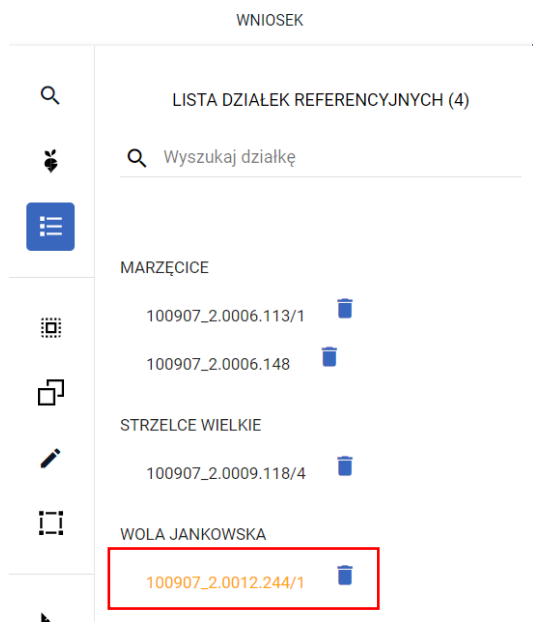 WNIOSEK
LISTA DZIAŁEK REFERENCYJNYCH (4)
Wyszukaj działkę
MARZĘCICE
100907_2.0006.113/1
100907_2.0006.148
STRZELCE WIELKIE
100907_2.0009.118/4
WOLA JANKOWSKA
100907_2.0012.244/1